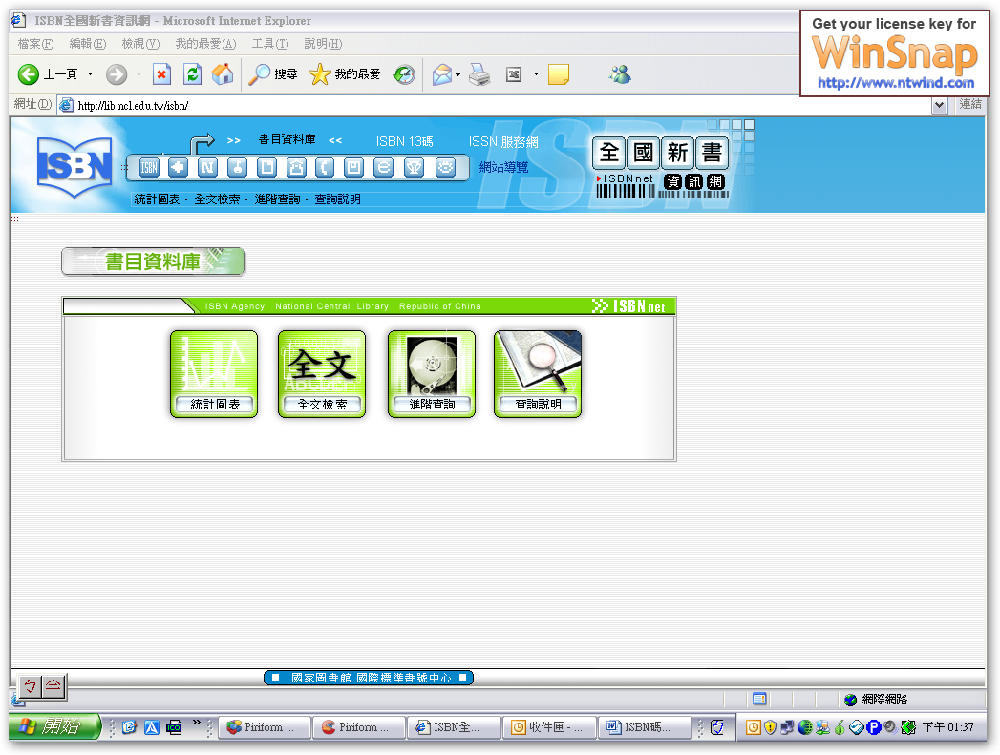 ISBN全國新書資訊網 - Microsoft Internet Explorer
Get your license key for
WinSnap
http://www.ntwind.com
檔案(F) 編輯(E) 檢視(V) 我的最愛(A) 工具(T) 說明(H)
上一頁 搜尋 我的最愛
網址(D) http://lib.ncl.edu.tw/isbn/ 連結
ISBN
>> 書目資料庫 << ISBN 13碼 ISSN 服務網
網站導覽
統計圖表・ 全文檢索・ 進階查詢・ 查詢說明
全國新書
ISBNnet 資訊網
:::
書目資料庫
ISBN Agency National Central Library Republic of China ISBNnet
全文
統計圖表 全文檢索 進階查詢 查詢說明
國家圖書館 國際標準書號中心
ㄅ 半
網際網路
開始 Piriform ... Piriform ... ISBN全... 收件匣 - ... ISBN碼... 下午 01:37